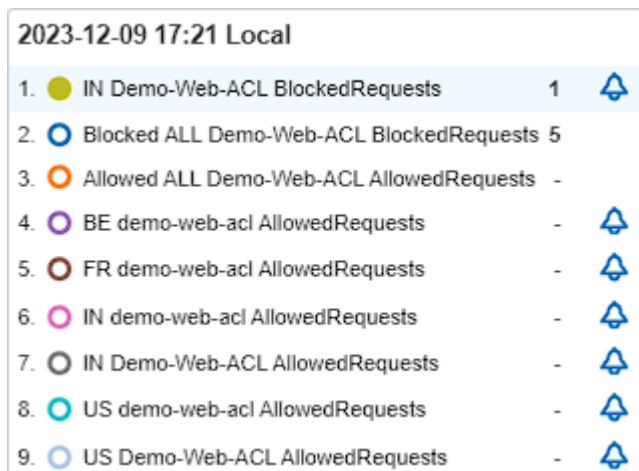 2023-12-09 17:21 Local
1. IN Demo-Web-ACL BlockedRequests 1
2. Blocked ALL Demo-Web-ACL BlockedRequests 5
3. Allowed ALL Demo-Web-ACL AllowedRequests -
4. BE demo-web-acl AllowedRequests -
5. FR demo-web-acl AllowedRequests -
6. IN demo-web-acl AllowedRequests -
7. IN Demo-Web-ACL AllowedRequests -
8. US demo-web-acl AllowedRequests -
9. US Demo-Web-ACL AllowedRequests -